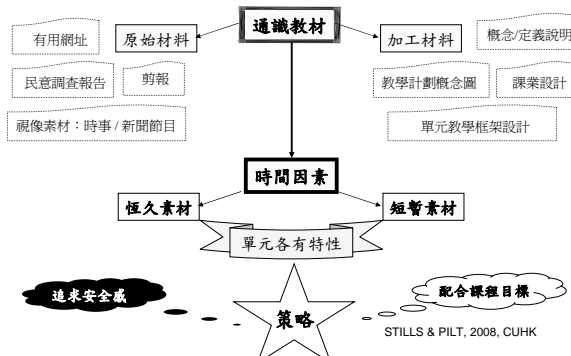 通識教材
原始材料
加工材料
有用網址
概念/定義說明
民意調查報告
剪報
教學計劃概念圖
課業設計
視像素材：時事 / 新聞節目
單元教學框架設計
時間因素
恆久素材
短暫素材
單元各有特性
追求安全感
配合課程目標
策略
STILLS & PILT, 2008, CUHK